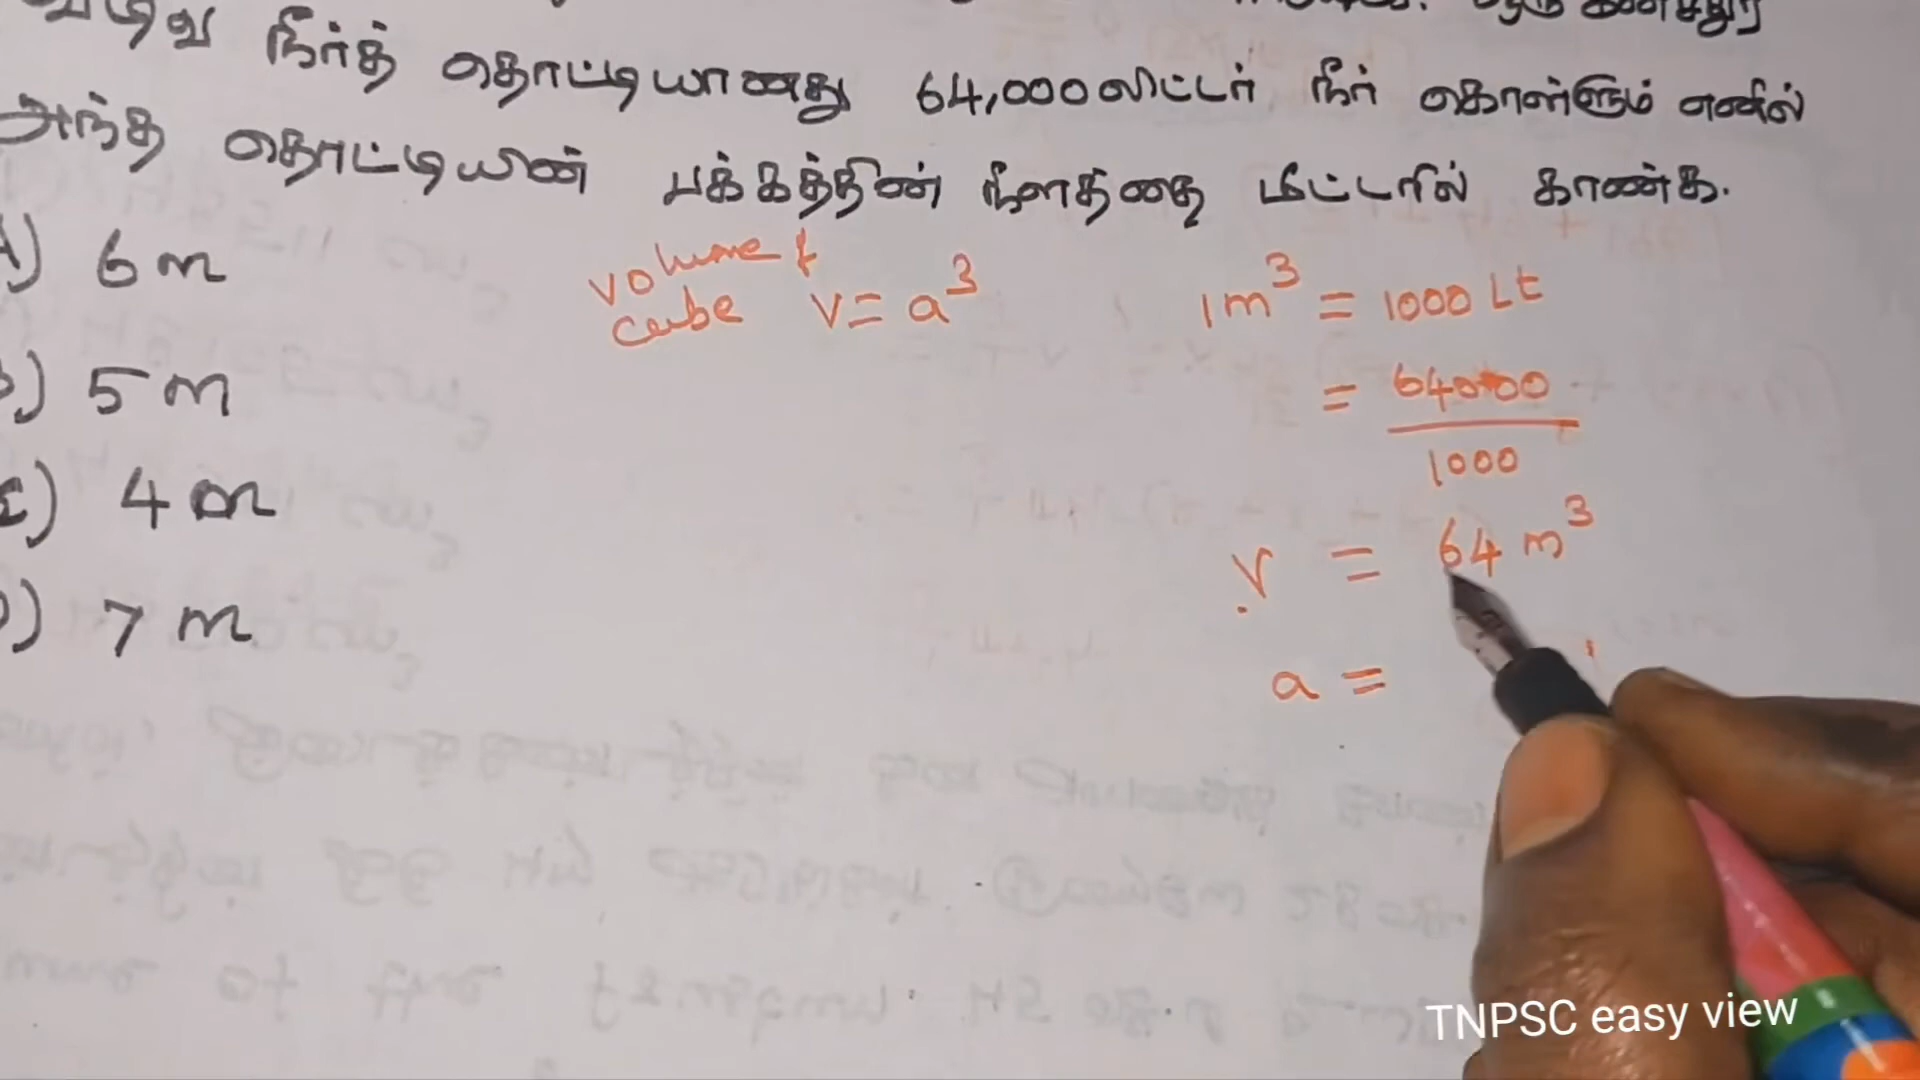 வடிவ நீர்த் தொட்டியானது 64,000 லிட்டர் நீர் கொள்ளும் எனில்
அந்த தொட்டியின் பக்கத்தின் நீளத்தை மீட்டரில் காண்க.
A) 6 m
B) 5 m
C) 4 m
D) 7 m
volume of
cube V = a³
1m³ = 1000 Lt
= 64000
1000
V = 64 m³
a =
TNPSC easy view